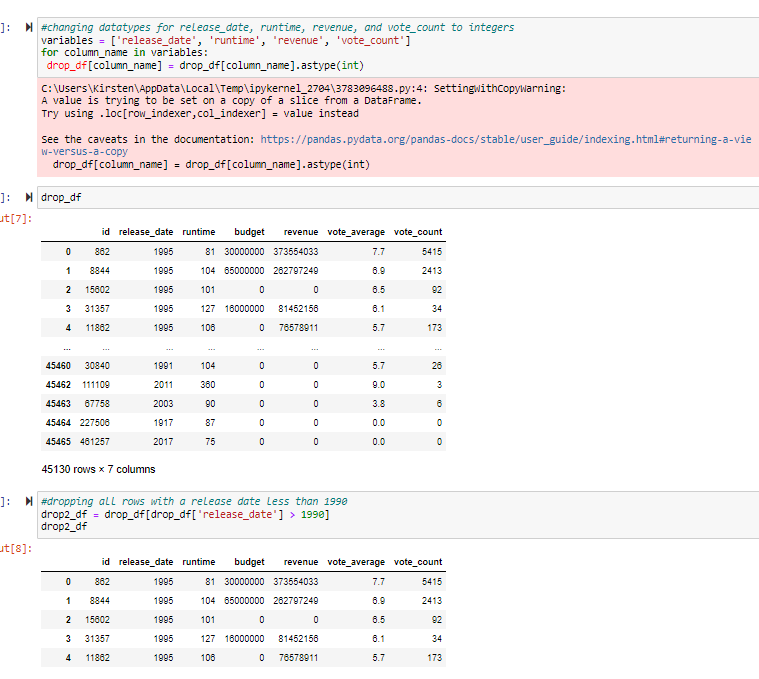 ]: #changing datatypes for release_date, runtime, revenue, and vote_count to integers
variables = ['release_date', 'runtime', 'revenue', 'vote_count']
for column_name in variables:
drop_df[column_name] = drop_df[column_name].astype(int)
C:\Users\Kirsten\AppData\Local\Temp\ipykernel_2704\3783096488.py:4: SettingWithCopyWarning:
A value is trying to be set on a copy of a slice from a DataFrame.
Try using .loc[row_indexer,col_indexer] = value instead
See the caveats in the documentation: https://pandas.pydata.org/pandas-docs/stable/user_guide/indexing.html#returning-a-vie
w-versus-a-copy
drop_df[column_name] = drop_df[column_name].astype(int)
]: drop_df
ut[7]:
id release_date runtime budget revenue vote_average vote_count
0 862 1995 81 30000000 373554033 7.7 5415
1 8844 1995 104 65000000 262797249 6.9 2413
2 15602 1995 101 0 0 6.5 92
3 31357 1995 127 16000000 81452156 6.1 34
4 11862 1995 106 0 76578911 5.7 173
... ... ... ... ... ... ... ...
45460 30840 1991 104 0 0 5.7 26
45462 111109 2011 360 0 0 9.0 3
45463 67758 2003 90 0 0 3.8 6
45464 227506 1917 87 0 0 0.0 0
45465 461257 2017 75 0 0 0.0 0
45130 rows × 7 columns
]: #dropping all rows with a release date less than 1990
drop2_df = drop_df[drop_df['release_date'] > 1990]
drop2_df
ut[8]:
id release_date runtime budget revenue vote_average vote_count
0 862 1995 81 30000000 373554033 7.7 5415
1 8844 1995 104 65000000 262797249 6.9 2413
2 15602 1995 101 0 0 6.5 92
3 31357 1995 127 16000000 81452156 6.1 34
4 11862 1995 106 0 76578911 5.7 173